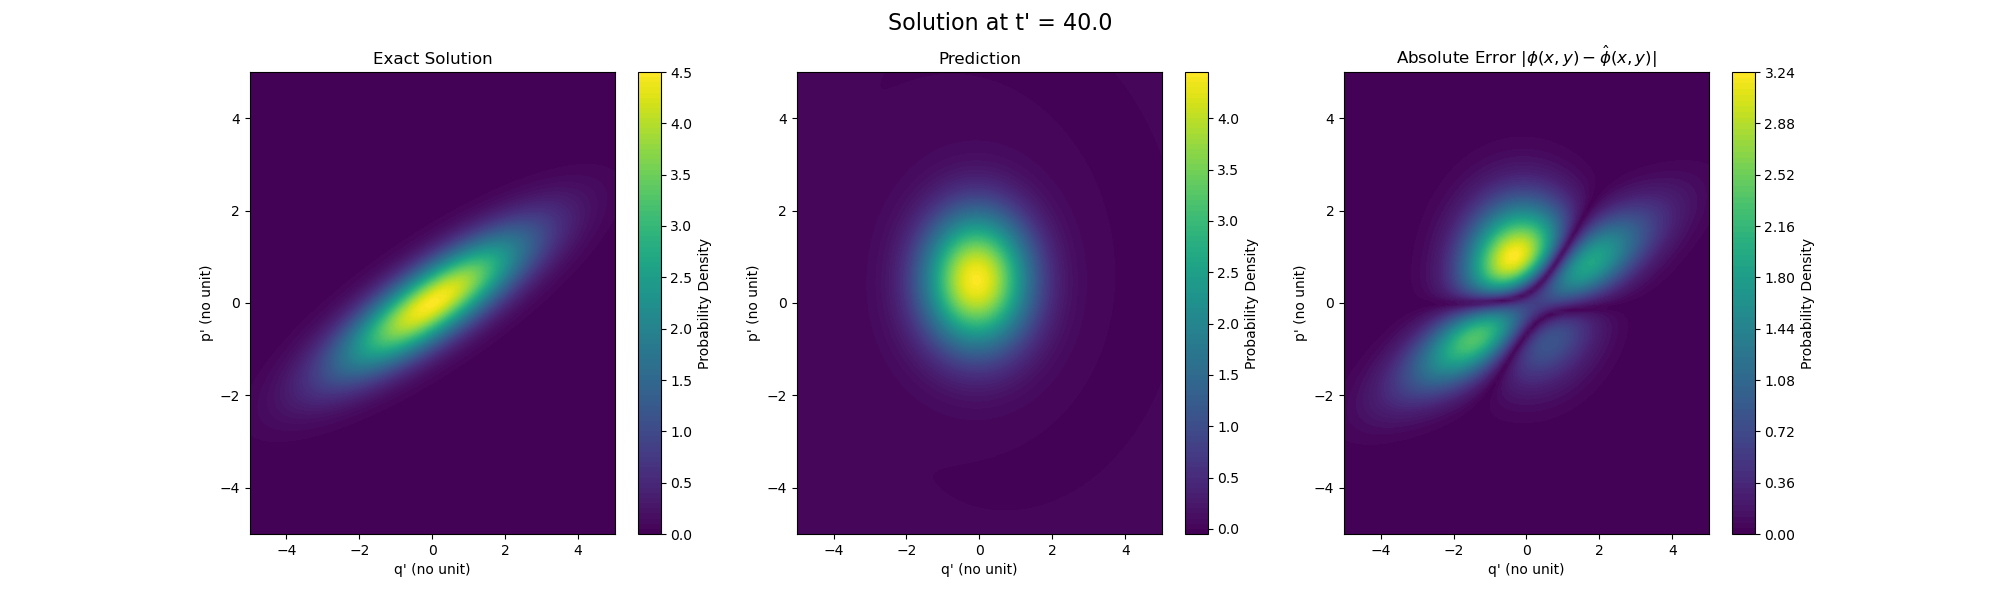 Solution at t' = 40.0
Exact Solution
4
2
0
−2
−4
−4 −2 0 2 4
p' (no unit)
q' (no unit)
4.5
4.0
3.5
3.0
2.5
2.0
1.5
1.0
0.5
0.0
Probability Density
Prediction
4
2
0
−2
−4
−4 −2 0 2 4
p' (no unit)
q' (no unit)
4.0
3.5
3.0
2.5
2.0
1.5
1.0
0.5
0.0
Probability Density
Absolute Error |ϕ(x, y) − ϕ̂(x, y)|
4
2
0
−2
−4
−4 −2 0 2 4
p' (no unit)
q' (no unit)
3.24
2.88
2.52
2.16
1.80
1.44
1.08
0.72
0.36
0.00
Probability Density